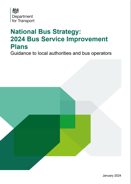 Department
for Transport
National Bus Strategy:
2024 Bus Service Improvement
Plans
Guidance to local authorities and bus operators
January 2024